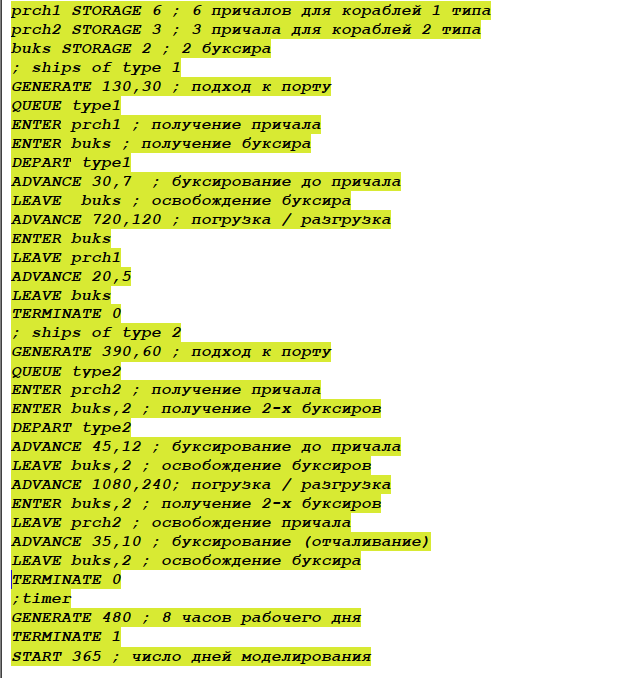 prch1 STORAGE 6 ; 6 причалов для кораблей 1 типа
prch2 STORAGE 3 ; 3 причала для кораблей 2 типа
buks STORAGE 2 ; 2 буксира
; ships of type 1
GENERATE 130,30 ; подход к порту
QUEUE type1
ENTER prch1 ; получение причала
ENTER buks ; получение буксира
DEPART type1
ADVANCE 30,7  ; буксирование до причала
LEAVE  buks ; освобождение буксира
ADVANCE 720,120 ; погрузка / разгрузка
ENTER buks
LEAVE prch1
ADVANCE 20,5
LEAVE buks
TERMINATE 0
; ships of type 2
GENERATE 390,60 ; подход к порту
QUEUE type2
ENTER prch2 ; получение причала
ENTER buks,2 ; получение 2-х буксиров
DEPART type2
ADVANCE 45,12 ; буксирование до причала
LEAVE buks,2 ; освобождение буксиров
ADVANCE 1080,240; погрузка / разгрузка
ENTER buks,2 ; получение 2-х буксиров
LEAVE prch2 ; освобождение причала
ADVANCE 35,10 ; буксирование (отчаливание)
LEAVE buks,2 ; освобождение буксира
TERMINATE 0
;timer
GENERATE 480 ; 8 часов рабочего дня
TERMINATE 1
START 365 ; число дней моделирования